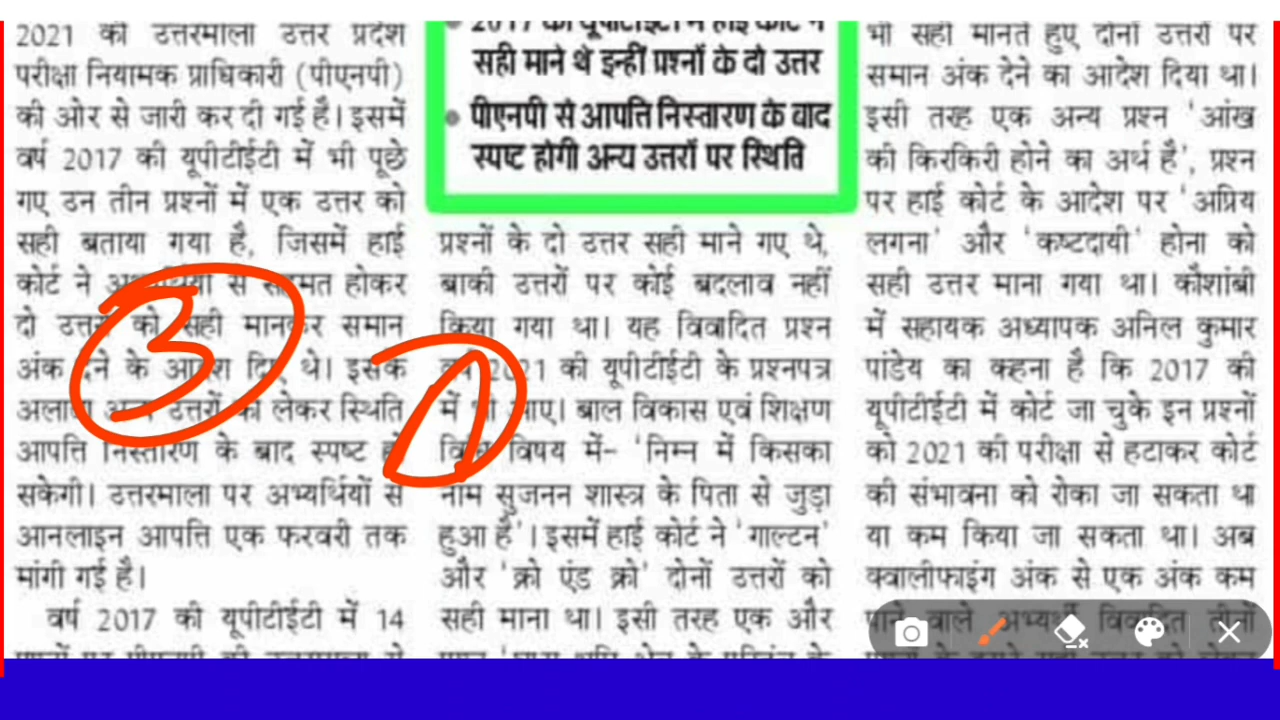 2021 की उत्तरमाला उत्तर प्रदेश
परीक्षा नियामक प्राधिकारी (पीएनपी)
की ओर से जारी कर दी गई है। इसमें
वर्ष 2017 की यूपीटीईटी में भी पूछे
गए उन तीन प्रश्नों में एक उत्तर को
सही बताया गया है, जिसमें हाई
कोर्ट ने से होकर
दो को सही मानकर समान
अंक देने के थे। इसके
उत्तरों को लेकर स्थिति
आपत्ति निस्तारण के बाद स्पष्ट हो
सकेगी। उत्तरमाला पर अभ्यर्थियों से
आनलाइन आपत्ति एक फरवरी तक
मांगी गई है।
वर्ष 2017 की यूपीटीईटी में 14
3
2017 की यूपीटीईटी में हाई कोर्ट ने
सही माने थे इन्हीं प्रश्नों के दो उत्तर
पीएनपी से आपत्ति निस्तारण के बाद
स्पष्ट होगी अन्य उत्तरों पर स्थिति
प्रश्नों के दो उत्तर सही माने गए थे,
बाकी उत्तरों पर कोई बदलाव नहीं
किया गया था। यह विवादित प्रश्न
2021 की यूपीटीईटी के प्रश्नपत्र
में आए। बाल विकास एवं शिक्षण
विषय में- 'निम्न में किसका
नाम सुजनन शास्त्र के पिता से जुड़ा
हुआ है'। इसमें हाई कोर्ट ने 'गाल्टन'
और 'क्रो एंड क्रो' दोनों उत्तरों को
सही माना था। इसी तरह एक और
1
भी सही मानते हुए दोनों उत्तरों पर
समान अंक देने का आदेश दिया था।
इसी तरह एक अन्य प्रश्न 'आंख
की किरकिरी होने का अर्थ है', प्रश्न
पर हाई कोर्ट के आदेश पर 'अप्रिय
लगना' और 'कष्टदायी' होना को
सही उत्तर माना गया था। कौशांबी
में सहायक अध्यापक अनिल कुमार
पांडेय का कहना है कि 2017 की
यूपीटीईटी में कोर्ट जा चुके इन प्रश्नों
को 2021 की परीक्षा से हटाकर कोर्ट
की संभावना को रोका जा सकता था
या कम किया जा सकता था। अब
क्वालीफाइंग अंक से एक अंक कम
पाने वाले अभ्यर्थी विवादित तीनों